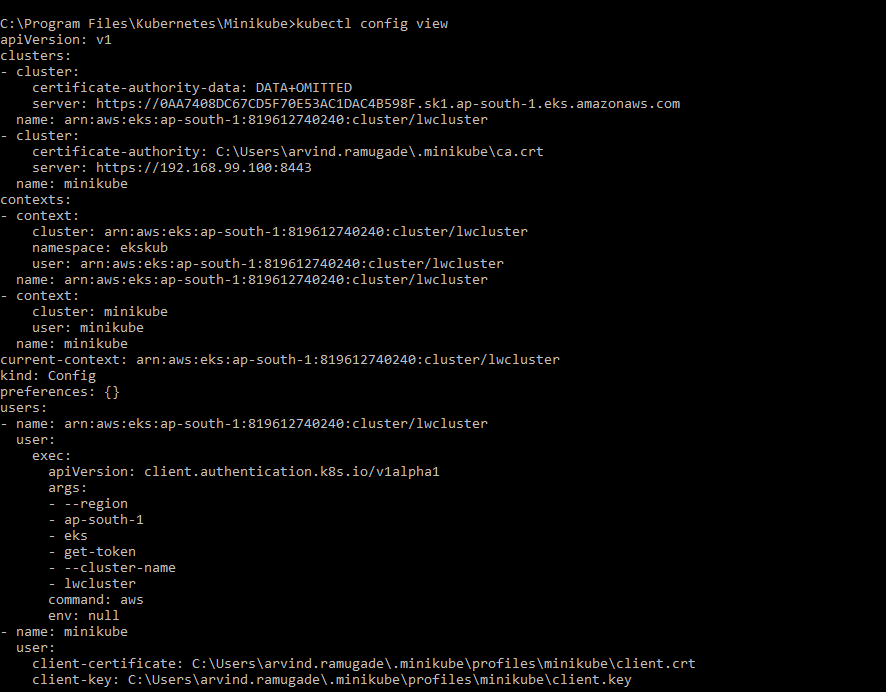 C:\Program Files\Kubernetes\Minikube>kubectl config view
apiVersion: v1
clusters:
- cluster:
    certificate-authority-data: DATA+OMITTED
    server: https://0AA7408DC67CD5F70E53AC1DAC4B598F.sk1.ap-south-1.eks.amazonaws.com
  name: arn:aws:eks:ap-south-1:819612740240:cluster/lwcluster
- cluster:
    certificate-authority: C:\Users\arvind.ramugade\.minikube\ca.crt
    server: https://192.168.99.100:8443
  name: minikube
contexts:
- context:
    cluster: arn:aws:eks:ap-south-1:819612740240:cluster/lwcluster
    namespace: ekskub
    user: arn:aws:eks:ap-south-1:819612740240:cluster/lwcluster
  name: arn:aws:eks:ap-south-1:819612740240:cluster/lwcluster
- context:
    cluster: minikube
    user: minikube
  name: minikube
current-context: arn:aws:eks:ap-south-1:819612740240:cluster/lwcluster
kind: Config
preferences: {}
users:
- name: arn:aws:eks:ap-south-1:819612740240:cluster/lwcluster
  user:
    exec:
      apiVersion: client.authentication.k8s.io/v1alpha1
      args:
      - --region
      - ap-south-1
      - eks
      - get-token
      - --cluster-name
      - lwcluster
      command: aws
      env: null
- name: minikube
  user:
    client-certificate: C:\Users\arvind.ramugade\.minikube\profiles\minikube\client.crt
    client-key: C:\Users\arvind.ramugade\.minikube\profiles\minikube\client.key